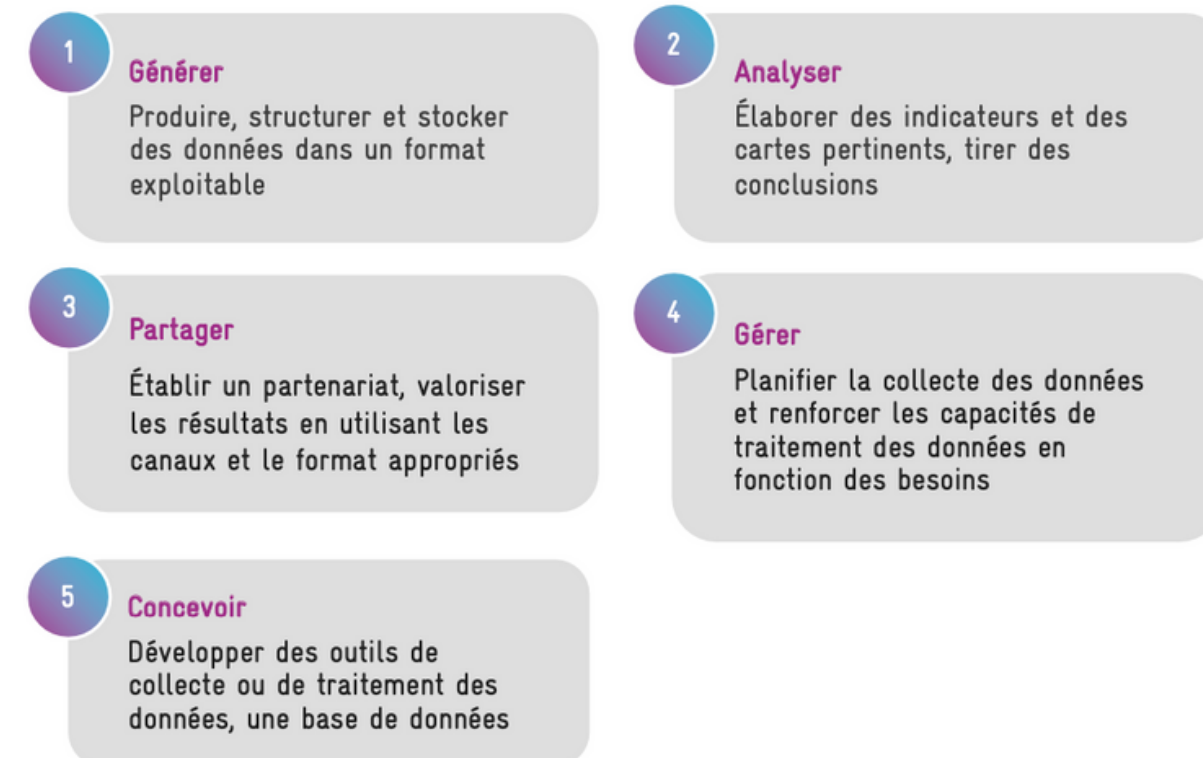 1
Générer
Produire, structurer et stocker
des données dans un format
exploitable
2
Analyser
Élaborer des indicateurs et des
cartes pertinents, tirer des
conclusions
3
Partager
Établir un partenariat, valoriser
les résultats en utilisant les
canaux et le format appropriés
4
Gérer
Planifier la collecte des données
et renforcer les capacités de
traitement des données en
fonction des besoins
5
Concevoir
Développer des outils de
collecte ou de traitement des
données, une base de données